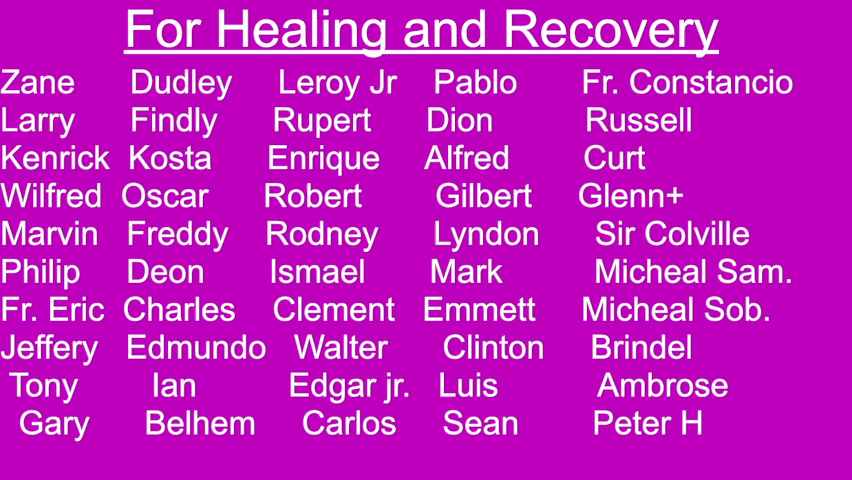 For Healing and Recovery
Zane Dudley Leroy Jr Pablo Fr. Constancio
Larry Findly Rupert Dion Russell
Kenrick Kosta Enrique Alfred Curt
Wilfred Oscar Robert Gilbert Glenn+
Marvin Freddy Rodney Lyndon Sir Colville
Philip Deon Ismael Mark Micheal Sam.
Fr. Eric Charles Clement Emmett Micheal Sob.
Jeffery Edmundo Walter Clinton Brindel
Tony Ian Edgar jr. Luis Ambrose
Gary Belhem Carlos Sean Peter H